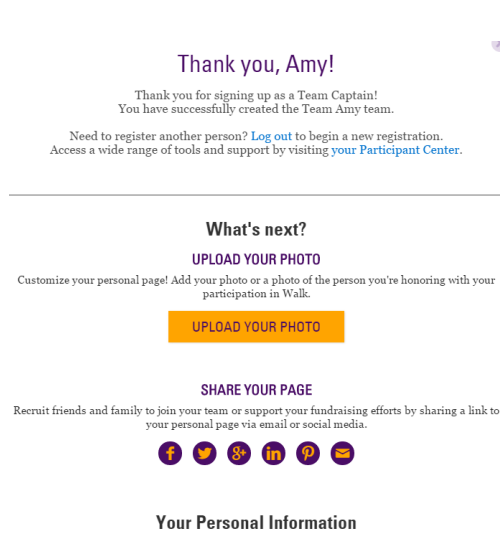 Thank you, Amy!
Thank you for signing up as a Team Captain!
You have successfully created the Team Amy team.
Need to register another person? Log out to begin a new registration.
Access a wide range of tools and support by visiting your Participant Center.
What's next?
UPLOAD YOUR PHOTO
Customize your personal page! Add your photo or a photo of the person you're honoring with your
participation in Walk.
UPLOAD YOUR PHOTO
SHARE YOUR PAGE
Recruit friends and family to join your team or support your fundraising efforts by sharing a link to
your personal page via email or social media.
Your Personal Information